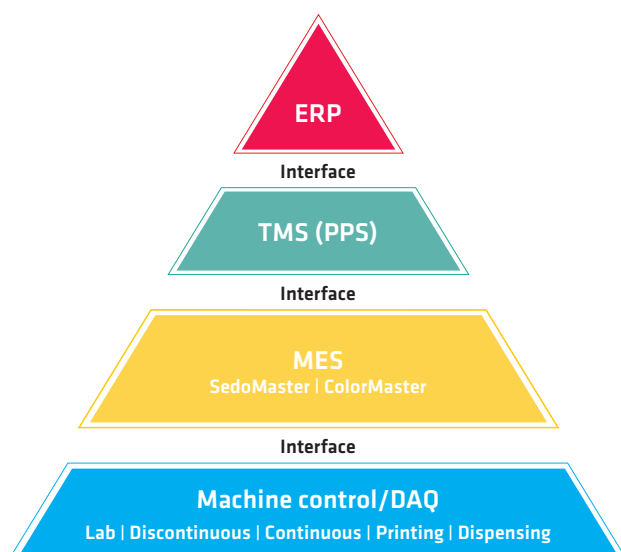 ERP
Interface
TMS (PPS)
Interface
MES
SedoMaster | ColorMaster
Interface
Machine control/DAQ
Lab | Discontinuous | Continuous | Printing | Dispensing